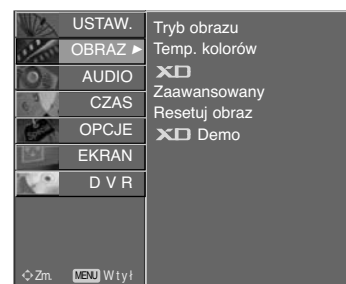 USTAW.
OBRAZ ►
AUDIO
CZAS
OPCJE
EKRAN
D V R
Zm. MENU Wtył
Tryb obrazu
Temp. kolorów
XD
Zaawansowany
Resetuj obraz
XD Demo